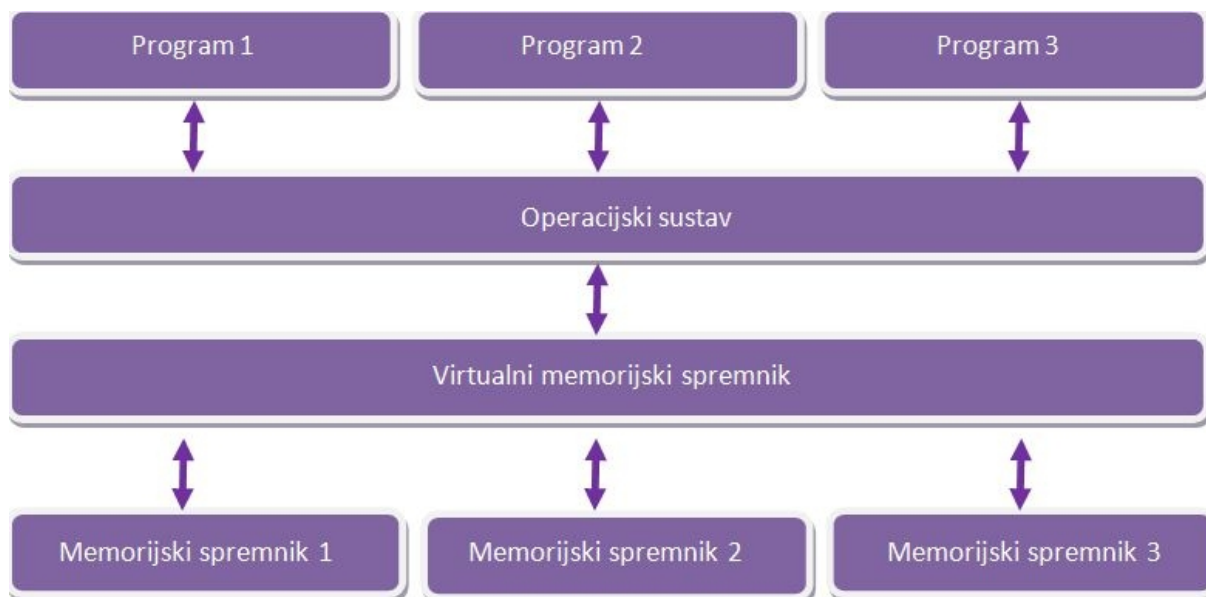 Program 1
Program 2
Program 3
Operacijski sustav
Virtualni memorijski spremnik
Memorijski spremnik 1
Memorijski spremnik 2
Memorijski spremnik 3